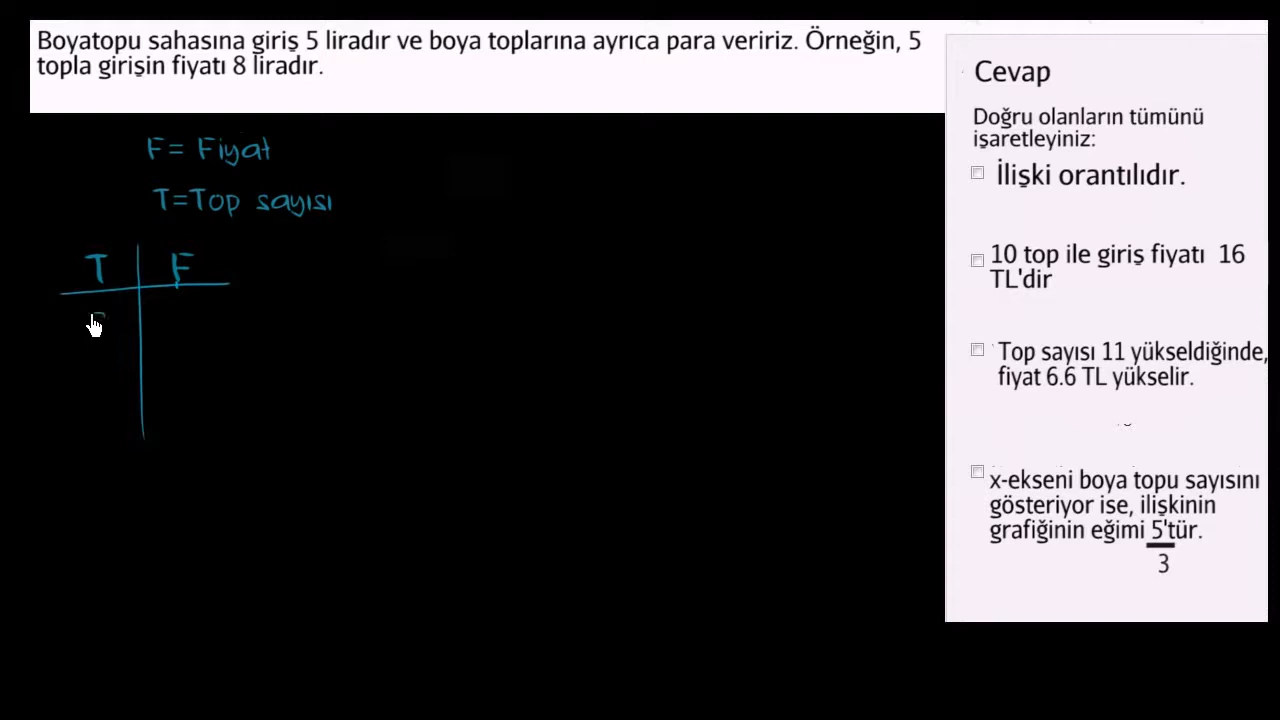 Boyatopu sahasına giriş 5 liradır ve boya toplarına ayrıca para veririz. Örneğin, 5
topla girişin fiyatı 8 liradır.
F= Fiyat
T=Top sayısı
T F
Cevap
Doğru olanların tümünü
işaretleyiniz:
İlişki orantılıdır.
10 top ile giriş fiyatı 16
TL'dir
Top sayısı 11 yükseldiğinde,
fiyat 6.6 TL yükselir.
x-ekseni boya topu sayısını
gösteriyor ise, ilişkinin
grafiğinin eğimi 5'tür.
3